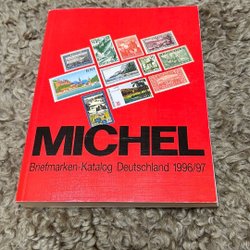 MICHEL
Briefmarken-Katalog Deutschland 1996/97